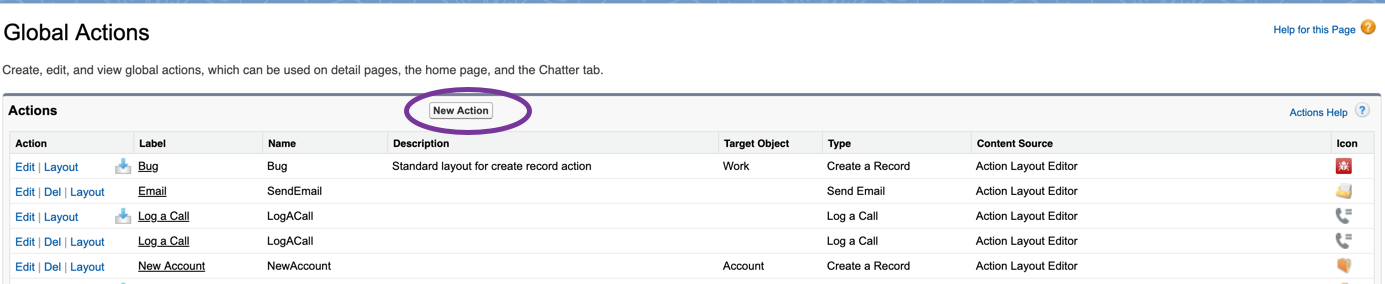 Global Actions
Help for this Page
Create, edit, and view global actions, which can be used on detail pages, the home page, and the Chatter tab.
Actions New Action Actions Help ?
Action Label Name Description Target Object Type Content Source Icon
Edit | Layout Bug Bug Standard layout for create record action Work Create a Record Action Layout Editor
Edit | Del | Layout Email SendEmail Send Email Action Layout Editor
Edit | Layout Log a Call LogACall Log a Call Action Layout Editor
Edit | Del | Layout Log a Call LogACall Log a Call Action Layout Editor
Edit | Del | Layout New Account NewAccount Account Create a Record Action Layout Editor